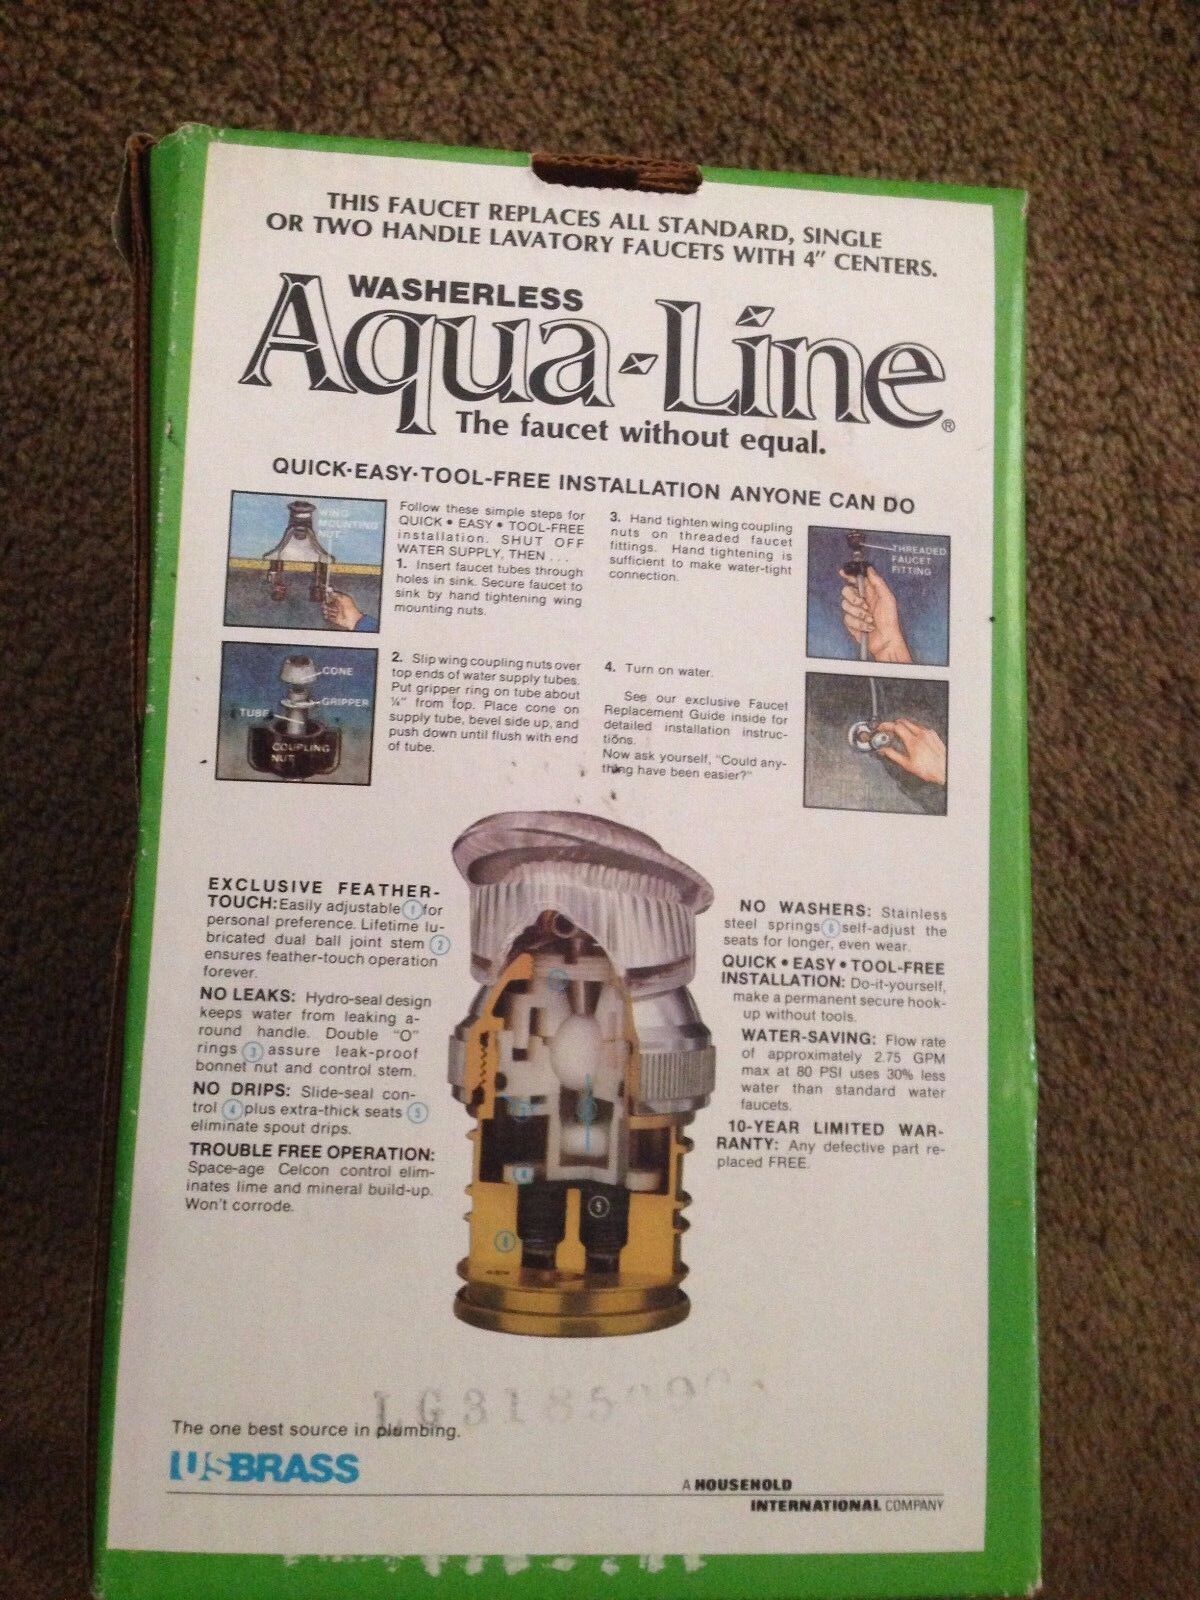 THIS FAUCET REPLACES ALL STANDARD, SINGLE
OR TWO HANDLE LAVATORY FAUCETS WITH 4" CENTERS.
WASHERLESS
Aqua-Line®
The faucet without equal.
QUICK·EASY·TOOL-FREE INSTALLATION ANYONE CAN DO
WING
MOUNTING
NUT
Follow these simple steps for
QUICK • EASY • TOOL-FREE
installation. SHUT OFF
WATER SUPPLY, THEN . . .
1. Insert faucet tubes through
holes in sink. Secure faucet to
sink by hand tightening wing
mounting nuts.
CONE
GRIPPER
TUBE
COUPLING
NUT
2. Slip wing coupling nuts over
top ends of water supply tubes.
Put gripper ring on tube about
¼" from top. Place cone on
supply tube, bevel side up, and
push down until flush with end
of tube.
3. Hand tighten wing coupling
nuts on threaded faucet
fittings. Hand tightening is
sufficient to make water-tight
connection.
THREADED
FAUCET
FITTING
4. Turn on water.
See our exclusive Faucet
Replacement Guide inside for
detailed installation instruc-
tions.
Now ask yourself, "Could any-
thing have been easier?"
EXCLUSIVE FEATHER-
TOUCH: Easily adjustable 1 for
personal preference. Lifetime lu-
bricated dual ball joint stem 2
ensures feather-touch operation
forever.
NO LEAKS: Hydro-seal design
keeps water from leaking a-
round handle. Double "O"
rings 3 assure leak-proof
bonnet nut and control stem.
NO DRIPS: Slide-seal con-
trol 4 plus extra-thick seats 5
eliminate spout drips.
TROUBLE FREE OPERATION:
Space-age Celcon control elim-
inates lime and mineral build-up.
Won't corrode.
4
5
6
NO WASHERS: Stainless
steel springs 6 self-adjust the
seats for longer, even wear.
QUICK • EASY • TOOL-FREE
INSTALLATION: Do-it-yourself,
make a permanent secure hook-
up without tools.
WATER-SAVING: Flow rate
of approximately 2.75 GPM
max at 80 PSI uses 30% less
water than standard water
faucets.
10-YEAR LIMITED WAR-
RANTY: Any defective part re-
placed FREE.
The one best source in plumbing.
USBRASS
A HOUSEHOLD
INTERNATIONAL COMPANY